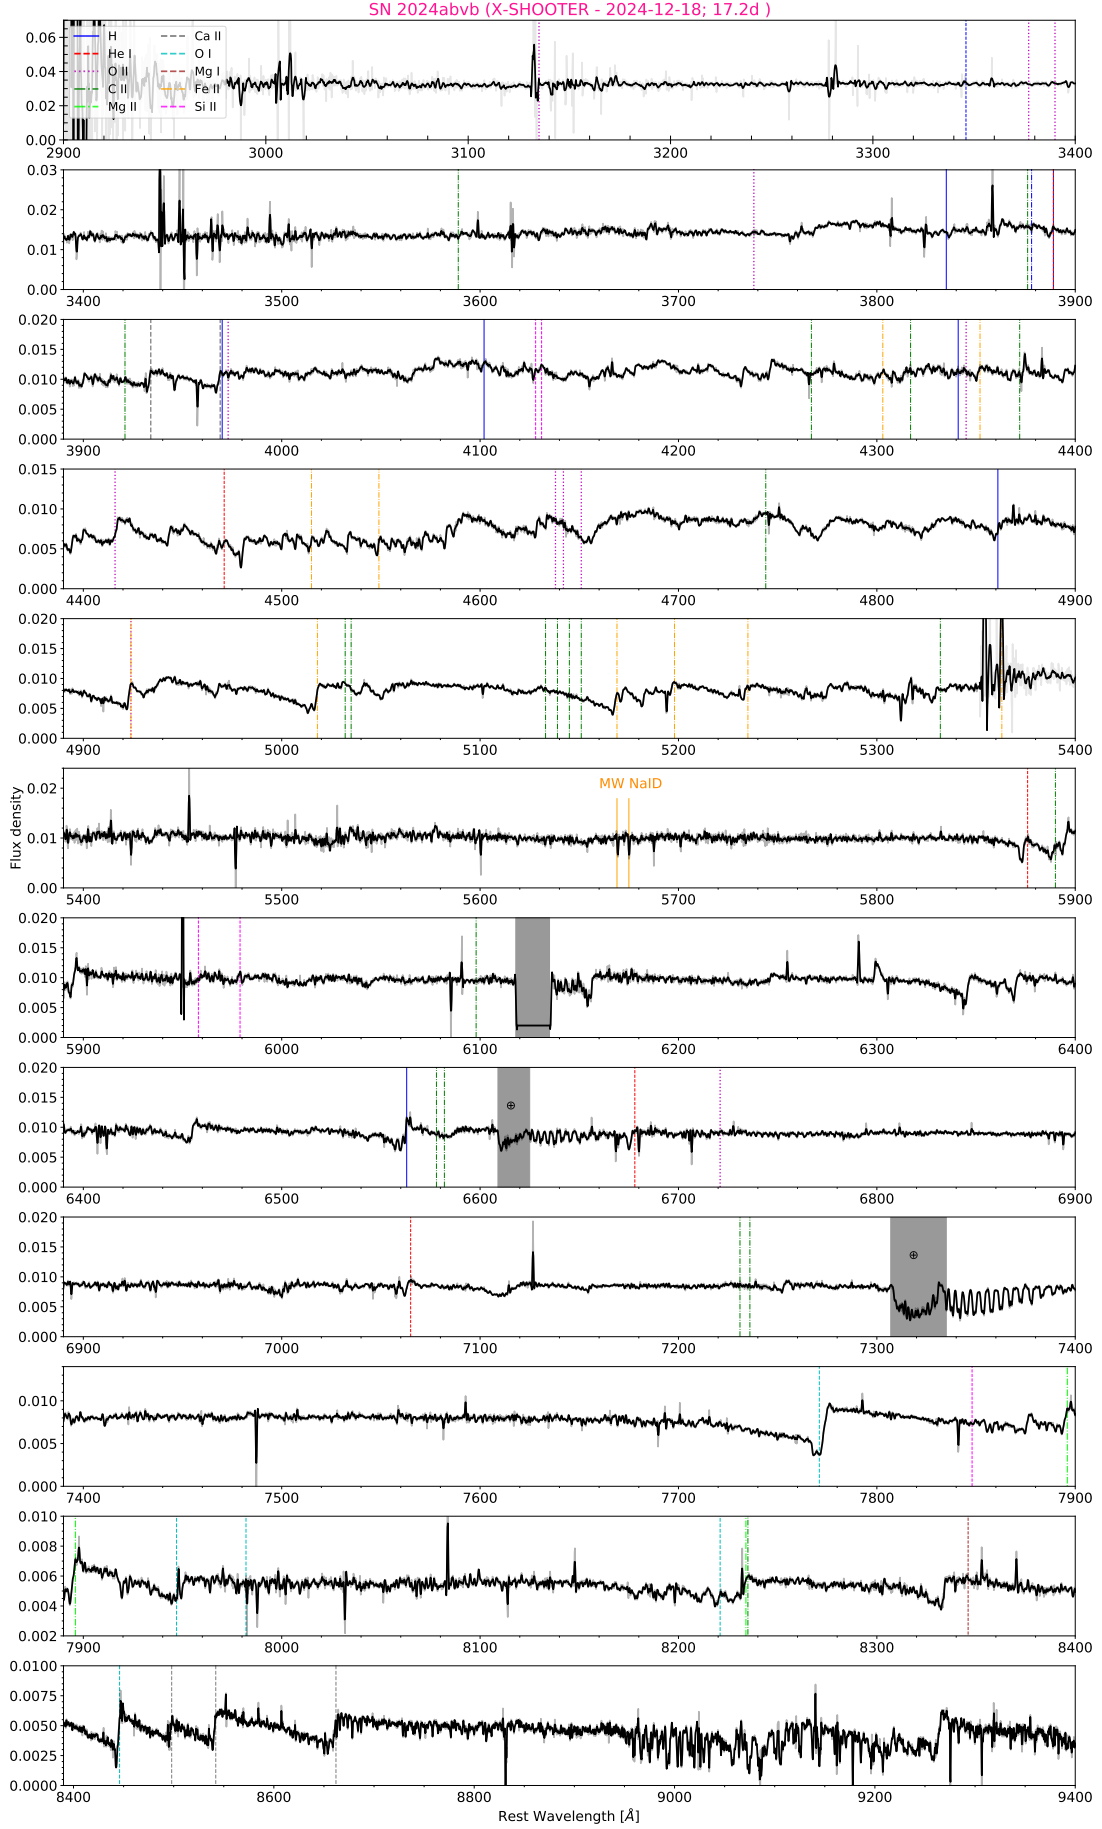 SN 2024abvb (X-SHOOTER - 2024-12-18; 17.2d )
H
He I
O II
C II
Mg II
Ca II
O I
Mg I
Fe II
Si II
0.06
0.04
0.02
0.00
2900 3000 3100 3200 3300 3400
0.03
0.02
0.01
0.00
3400 3500 3600 3700 3800 3900
0.020
0.015
0.010
0.005
0.000
3900 4000 4100 4200 4300 4400
0.015
0.010
0.005
0.000
4400 4500 4600 4700 4800 4900
0.020
0.015
0.010
0.005
0.000
4900 5000 5100 5200 5300 5400
MW NaID
0.02
0.01
0.00
5400 5500 5600 5700 5800 5900
Flux density
0.020
0.015
0.010
0.005
0.000
5900 6000 6100 6200 6300 6400
0.020
0.015
0.010
0.005
0.000
⊕
6400 6500 6600 6700 6800 6900
0.020
0.015
0.010
0.005
0.000
⊕
6900 7000 7100 7200 7300 7400
0.010
0.005
0.000
7400 7500 7600 7700 7800 7900
0.010
0.008
0.006
0.004
0.002
7900 8000 8100 8200 8300 8400
0.0100
0.0075
0.0050
0.0025
0.0000
8400 8600 8800 9000 9200 9400
Rest Wavelength [Å]